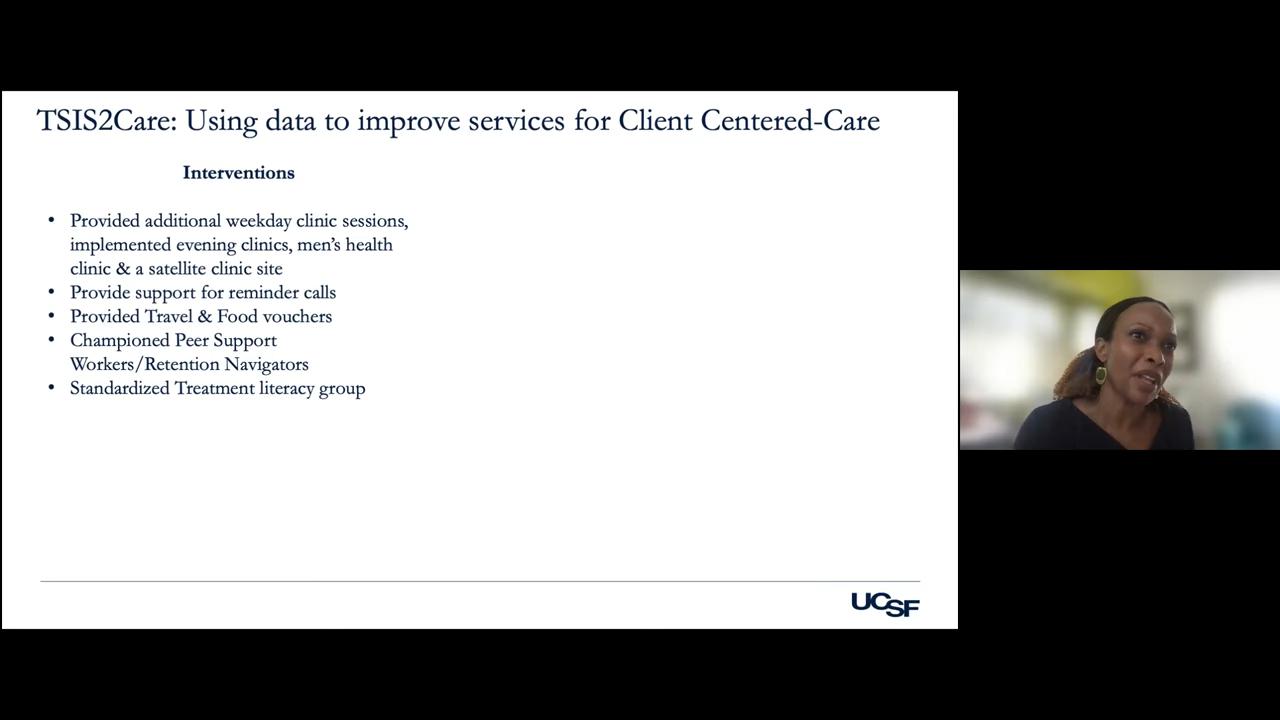 TSIS2Care: Using data to improve services for Client Centered-Care
Interventions
• Provided additional weekday clinic sessions,
implemented evening clinics, men’s health
clinic & a satellite clinic site
• Provide support for reminder calls
• Provided Travel & Food vouchers
• Championed Peer Support
Workers/Retention Navigators
• Standardized Treatment literacy group
UCSF